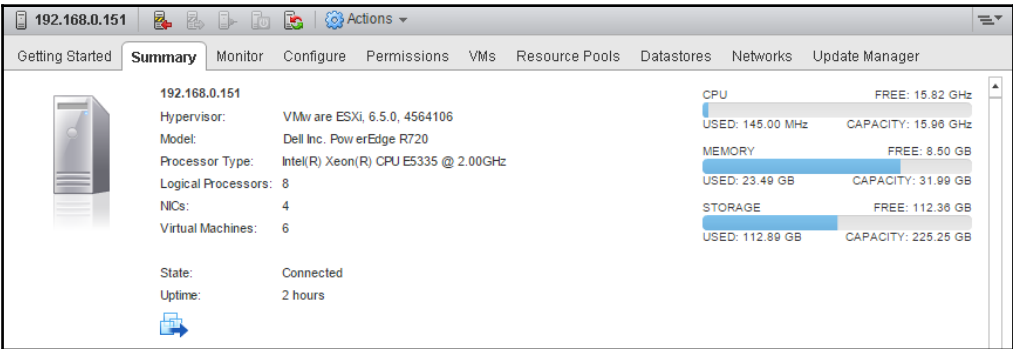 192.168.0.151 Actions
Getting Started Summary Monitor Configure Permissions VMs Resource Pools Datastores Networks Update Manager
192.168.0.151
Hypervisor: VMware ESXi, 6.5.0, 4564106
Model: Dell Inc. PowerEdge R720
Processor Type: Intel(R) Xeon(R) CPU E5335 @ 2.00GHz
Logical Processors: 8
NICs: 4
Virtual Machines: 6
State: Connected
Uptime: 2 hours
CPU FREE: 15.82 GHz
USED: 145.00 MHz CAPACITY: 15.96 GHz
MEMORY FREE: 8.50 GB
USED: 23.49 GB CAPACITY: 31.99 GB
STORAGE FREE: 112.36 GB
USED: 112.89 GB CAPACITY: 225.25 GB